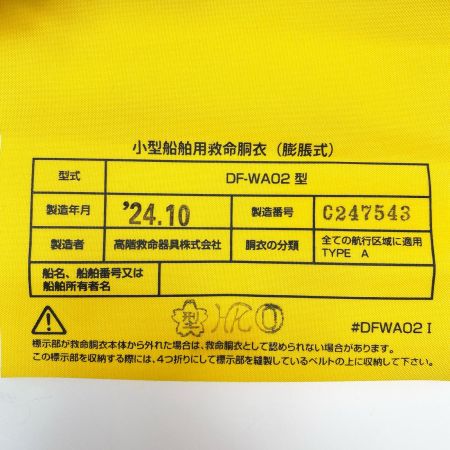 小型船舶用救命胴衣（膨脹式）
型式 DF-WA02 型
製造年月 '24.10 製造番号 C247543
製造者 高階救命器具株式会社 胴衣の分類 全ての航行区域に適用 TYPE A
船名、船舶番号又は
船舶所有者名
型 HK
#DFWA02 I
標示部が救命胴衣本体から外れた場合は、救命胴衣として認められない場合があります。
この標示部を収納する際には、4つ折りにして標示部を縫製しているベルトの上に収納して下さい。